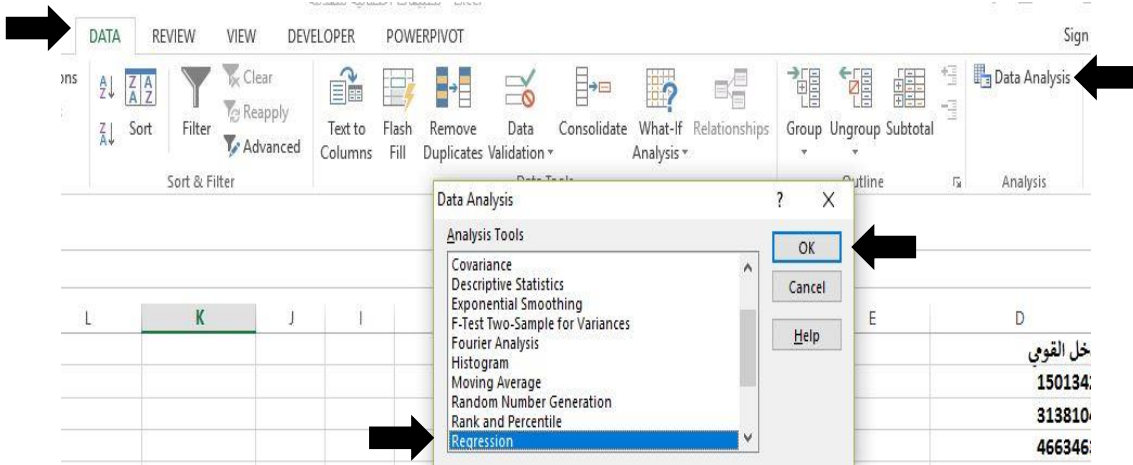 DATA REVIEW VIEW DEVELOPER POWERPIVOT Sign
Clear
Reapply
Advanced
Sort Filter
Text to Columns
Flash Fill
Remove Duplicates
Data Validation
Consolidate
What-If Analysis
Relationships
Group Ungroup Subtotal
Data Analysis
Sort & Filter
Analysis
Data Analysis ? X
Analysis Tools
Covariance
Descriptive Statistics
Exponential Smoothing
F-Test Two-Sample for Variances
Fourier Analysis
Histogram
Moving Average
Random Number Generation
Rank and Percentile
Regression
OK
Cancel
Help
L K J I E D
القومي